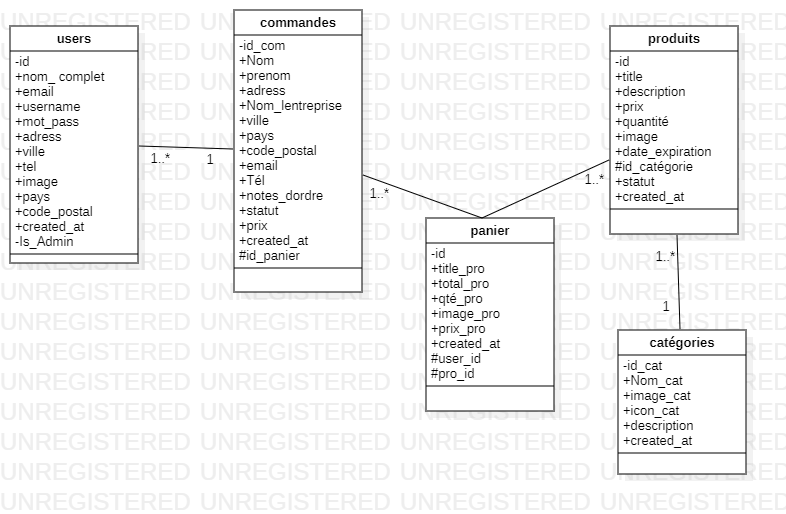 users
-id
+nom_ complet
+email
+username
+mot_pass
+adress
+ville
+tel
+image
+pays
+code_postal
+created_at
-Is_Admin
1..*
1
commandes
-id_com
+Nom
+prenom
+adress
+Nom_lentreprise
+ville
+pays
+code_postal
+email
+Tél
+notes_dordre
+statut
+prix
+created_at
#id_panier
1..*
panier
-id
+title_pro
+total_pro
+qté_pro
+image_pro
+prix_pro
+created_at
#user_id
#pro_id
1..*
produits
-id
+title
+description
+prix
+quantité
+image
+date_expiration
#id_catégorie
+statut
+created_at
1..*
1
catégories
-id_cat
+Nom_cat
+image_cat
+icon_cat
+description
+created_at
UNREGISTERED UNREGISTERED UNREGISTERED UNREGISTERED